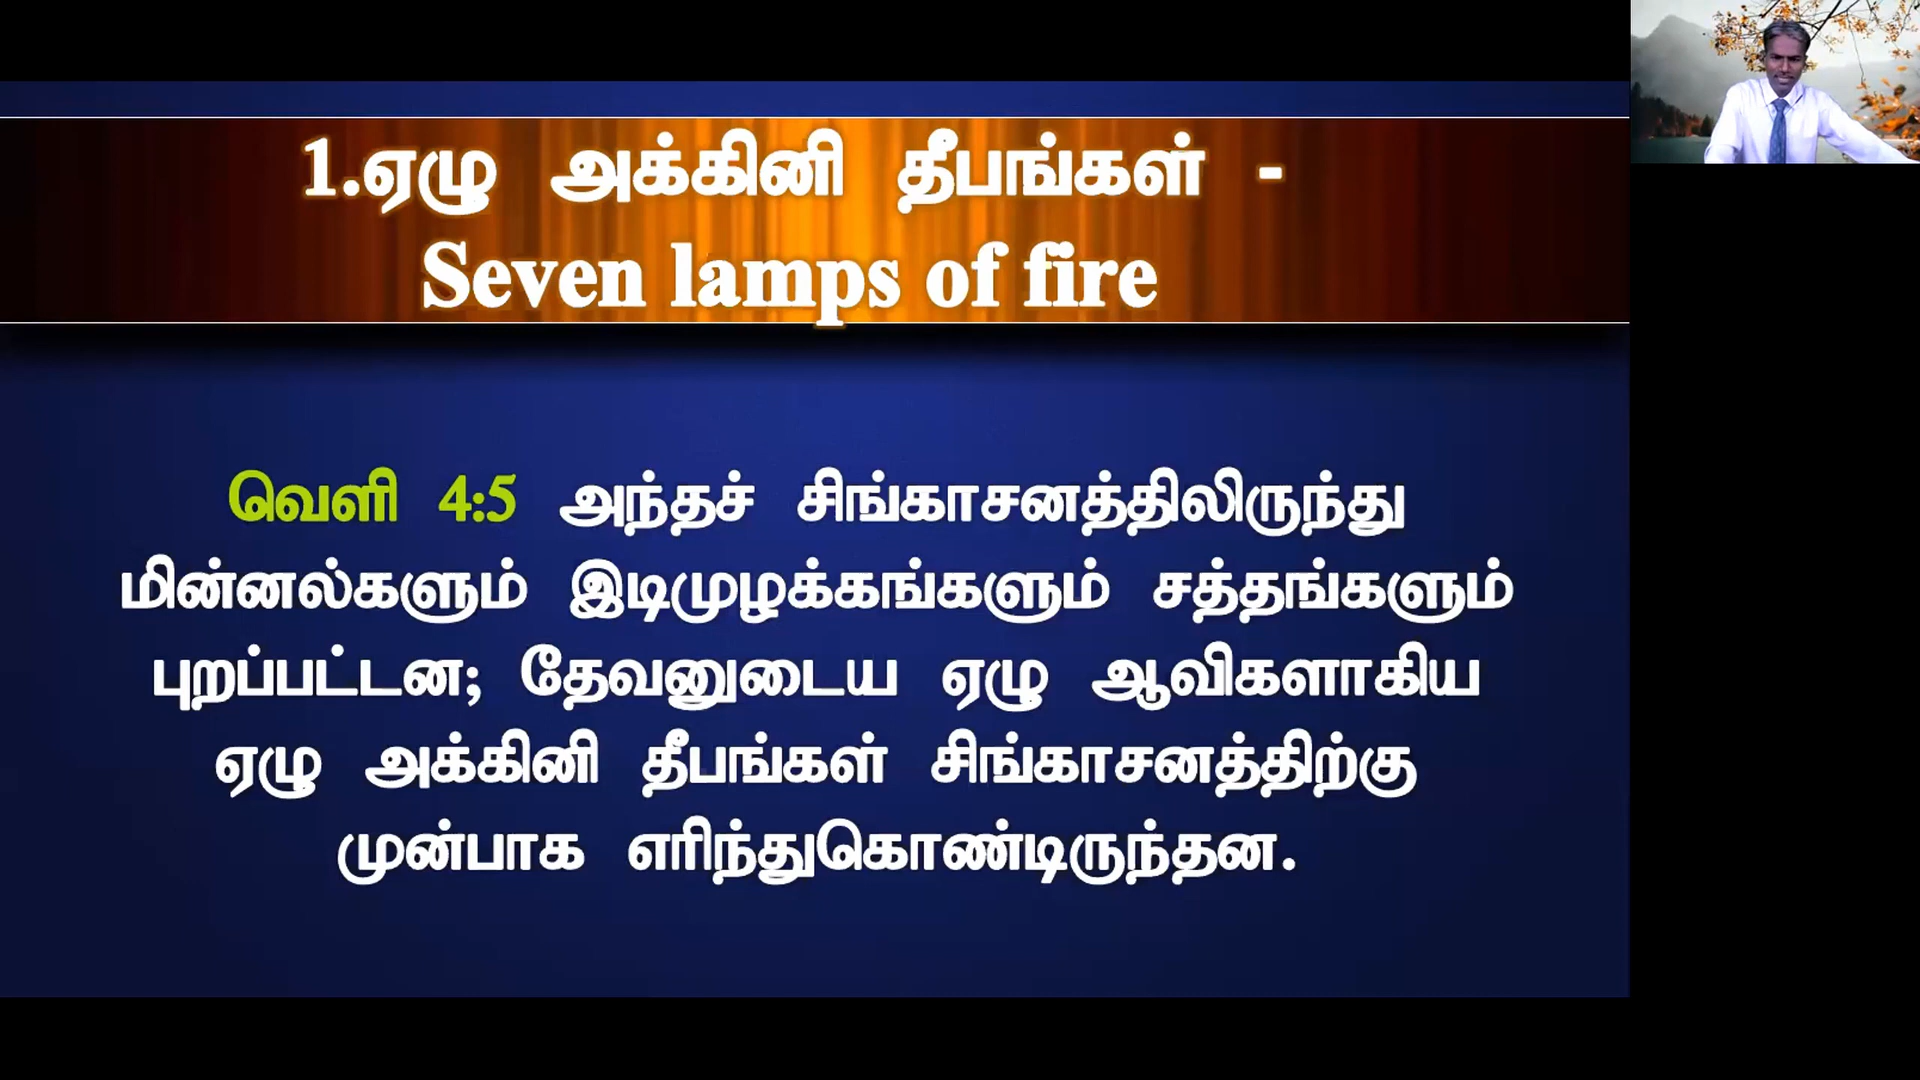 1.ஏழு அக்கினி தீபங்கள் -
Seven lamps of fire
வெளி 4:5 அந்தச் சிங்காசனத்திலிருந்து
மின்னல்களும் இடிமுழக்கங்களும் சத்தங்களும்
புறப்பட்டன; தேவனுடைய ஏழு ஆவிகளாகிய
ஏழு அக்கினி தீபங்கள் சிங்காசனத்திற்கு
முன்பாக எரிந்துகொண்டிருந்தன.